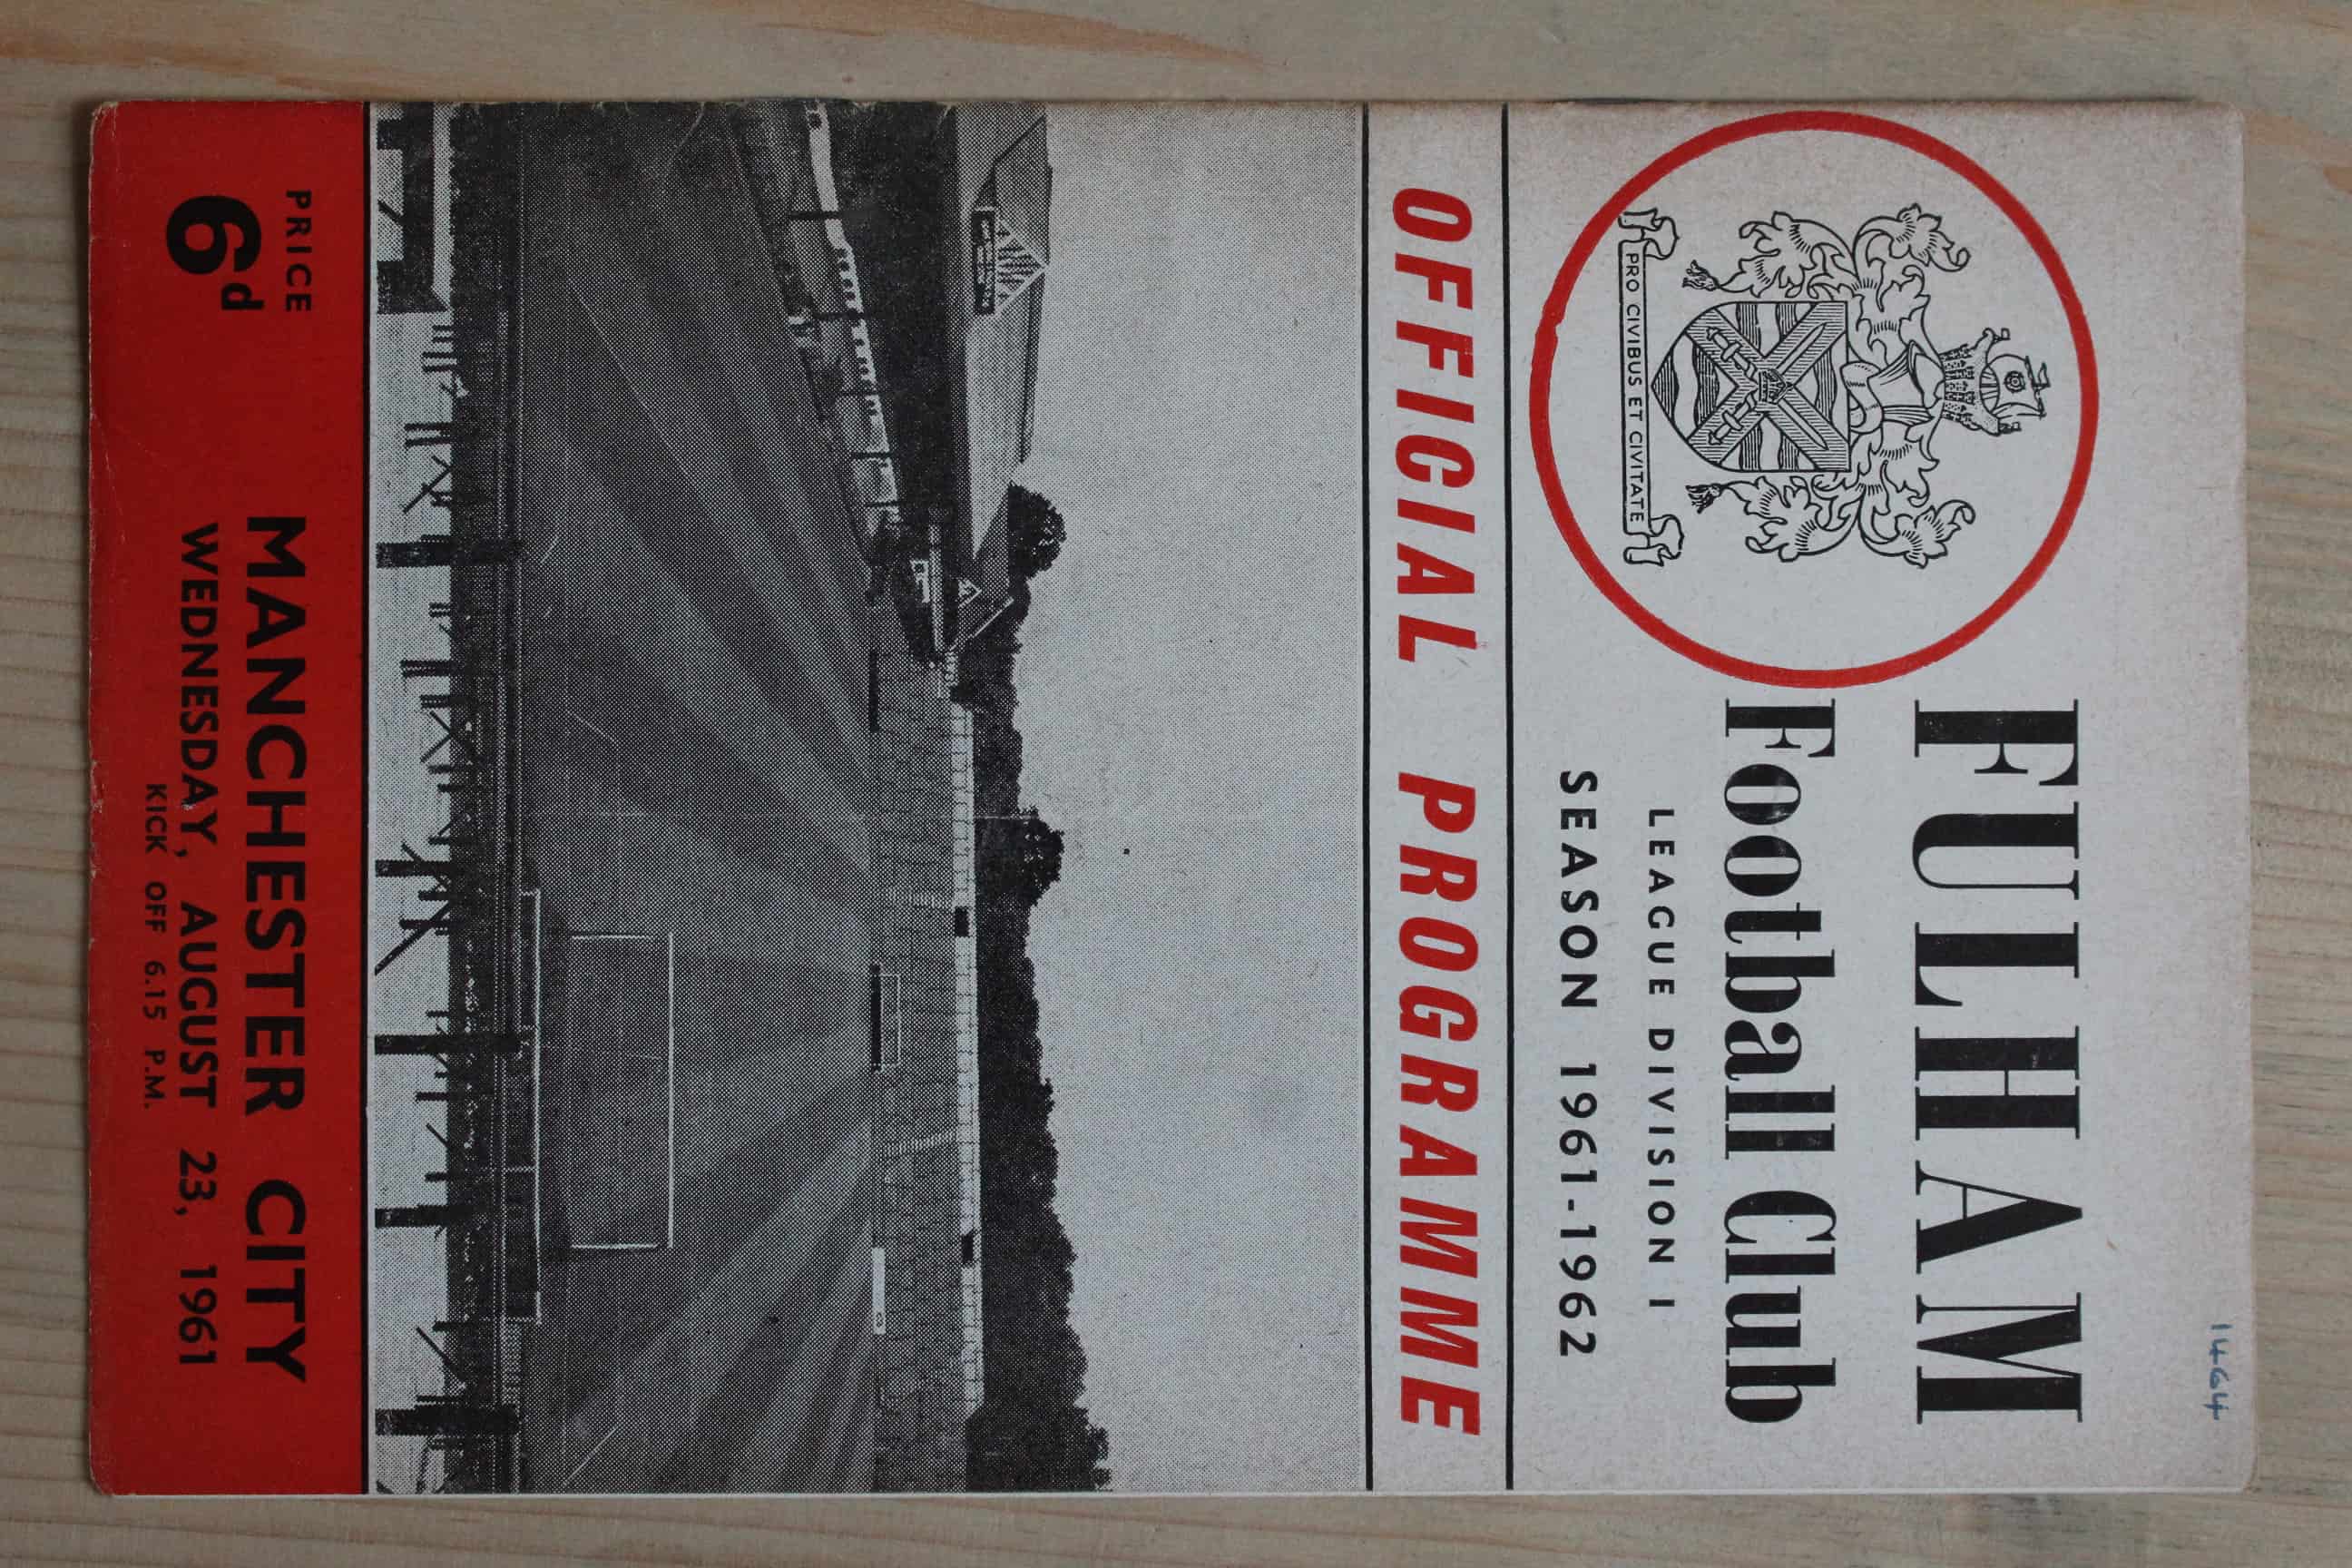 1464
FULHAM
Football Club
LEAGUE DIVISION I
SEASON 1961-1962
PRO CIVIBUS ET CIVITATE
OFFICIAL PROGRAMME
PRICE
6d
MANCHESTER CITY
WEDNESDAY, AUGUST 23, 1961
KICK OFF 6.15 P.M.